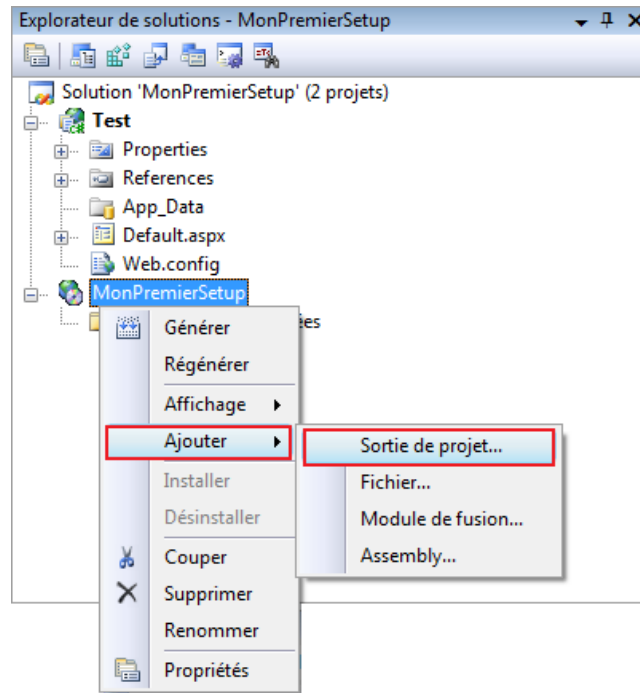 Explorateur de solutions - MonPremierSetup
Solution 'MonPremierSetup' (2 projets)
Test
Properties
References
App_Data
Default.aspx
Web.config
MonPremierSetup
ées
Générer
Régénérer
Affichage
Ajouter
Installer
Désinstaller
Couper
Supprimer
Renommer
Propriétés
Sortie de projet...
Fichier...
Module de fusion...
Assembly...